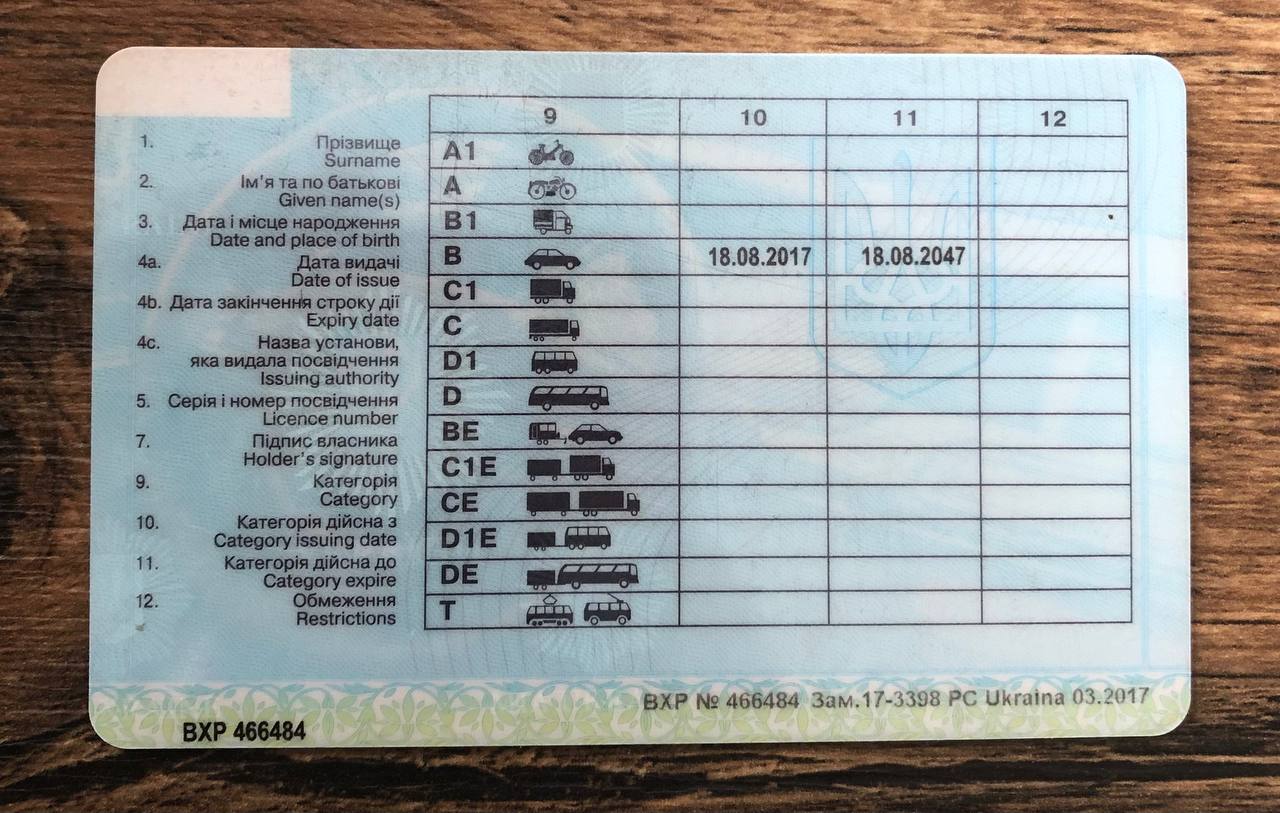 1. Прізвище
Surname
2. Ім'я та по батькові
Given name(s)
3. Дата і місце народження
Date and place of birth
4a. Дата видачі
Date of issue
4b. Дата закінчення строку дії
Expiry date
4c. Назва установи,
яка видала посвідчення
Issuing authority
5. Серія і номер посвідчення
Licence number
7. Підпис власника
Holder's signature
9. Категорія
Category
10. Категорія дійсна з
Category issuing date
11. Категорія дійсна до
Category expire
12. Обмеження
Restrictions
9 10 11 12
A1
A
B1
B 18.08.2017 18.08.2047
C1
C
D1
D
BE
C1E
CE
D1E
DE
T
ВХР № 466484 Зам.17-3398 РС Ukraina 03.2017
ВХР 466484